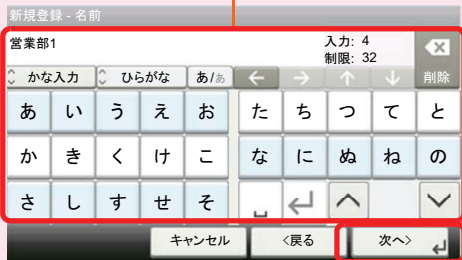 新規登録 - 名前
営業部1
入力: 4
制限: 32
かな入力 ひらがな あ/ぁ ← → ↑ ↓ 削除
あ い う え お た ち つ て と
か き く け こ な に ぬ ね の
さ し す せ そ
キャンセル <戻る 次へ>